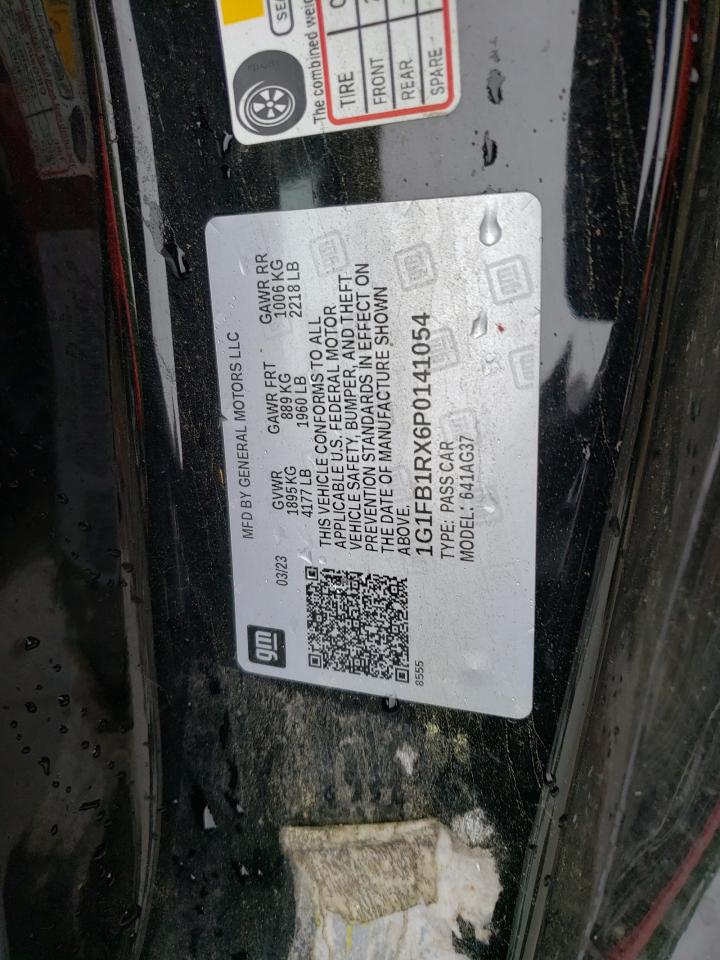 The combined
TIRE
FRONT
REAR
SPARE
gm
MFD BY GENERAL MOTORS LLC
03/23
GVWR GAWR FRT GAWR RR
1895KG 889 KG 1006 KG
4177 LB 1960 LB 2218 LB
THIS VEHICLE CONFORMS TO ALL
APPLICABLE U.S. FEDERAL MOTOR
VEHICLE SAFETY, BUMPER, AND THEFT
PREVENTION STANDARDS IN EFFECT ON
THE DATE OF MANUFACTURE SHOWN
ABOVE.
1G1FB1RX6P0141054
TYPE: PASS CAR
MODEL: 641AG37
8555